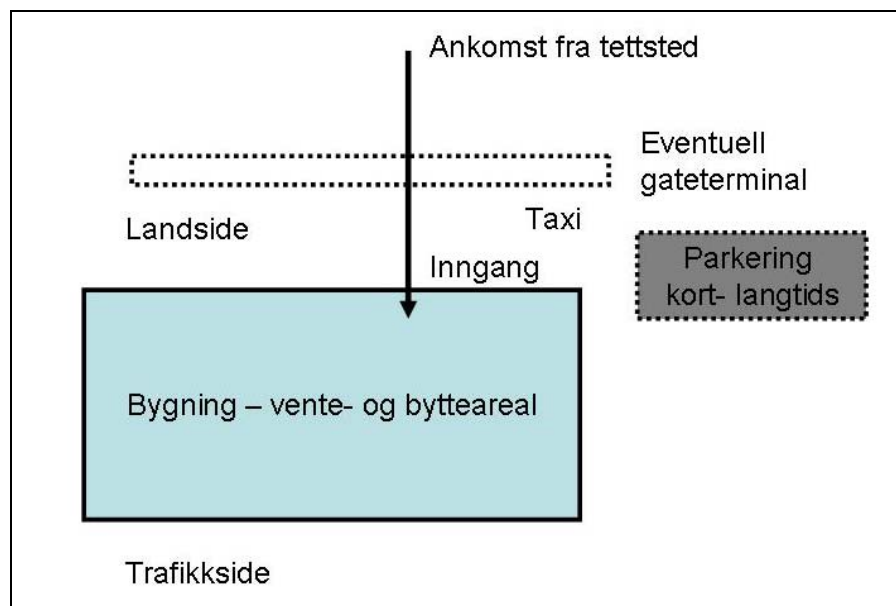 Ankomst fra tettsted
Eventuell
gateterminal
Taxi
Landside
Inngang
Parkering
kort- langtids
Bygning – vente- og bytteareal
Trafikkside